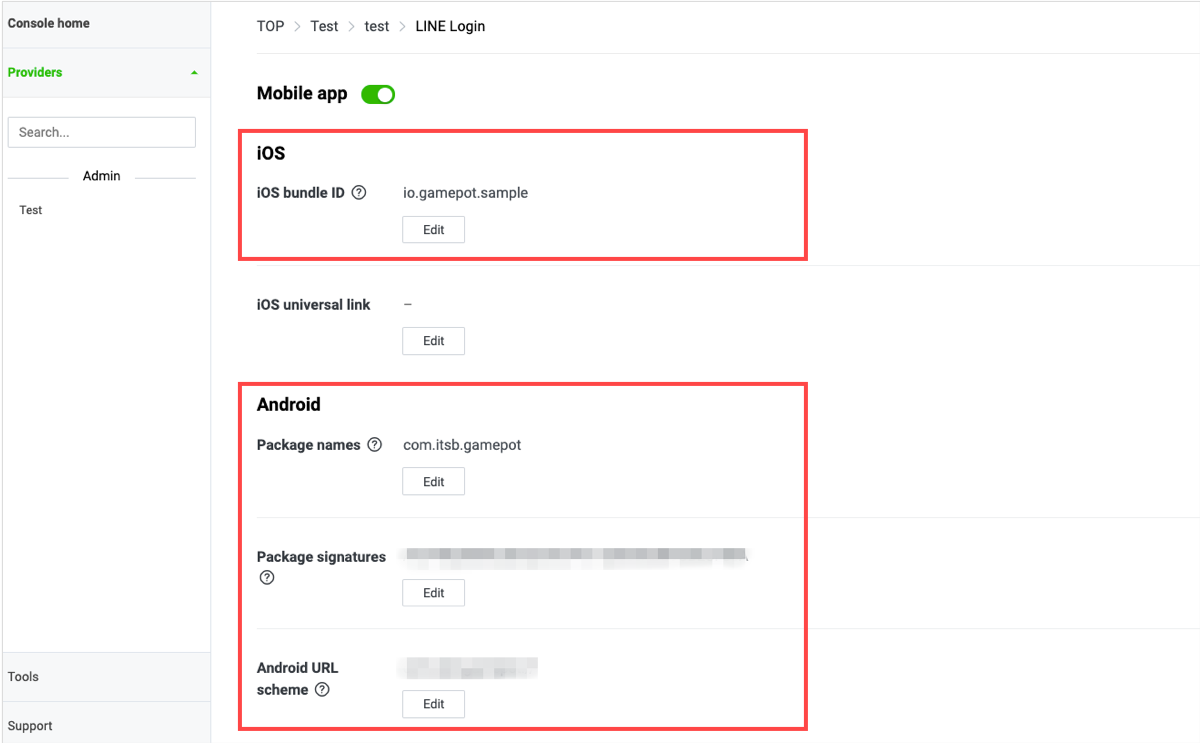 Console home
Providers
Search...
Admin
Test
Tools
Support
TOP > Test > test > LINE Login
Mobile app
iOS
iOS bundle ID ? io.gamepot.sample
Edit
iOS universal link –
Edit
Android
Package names ? com.itsb.gamepot
Edit
Package signatures
?
Edit
Android URL
scheme ?
Edit